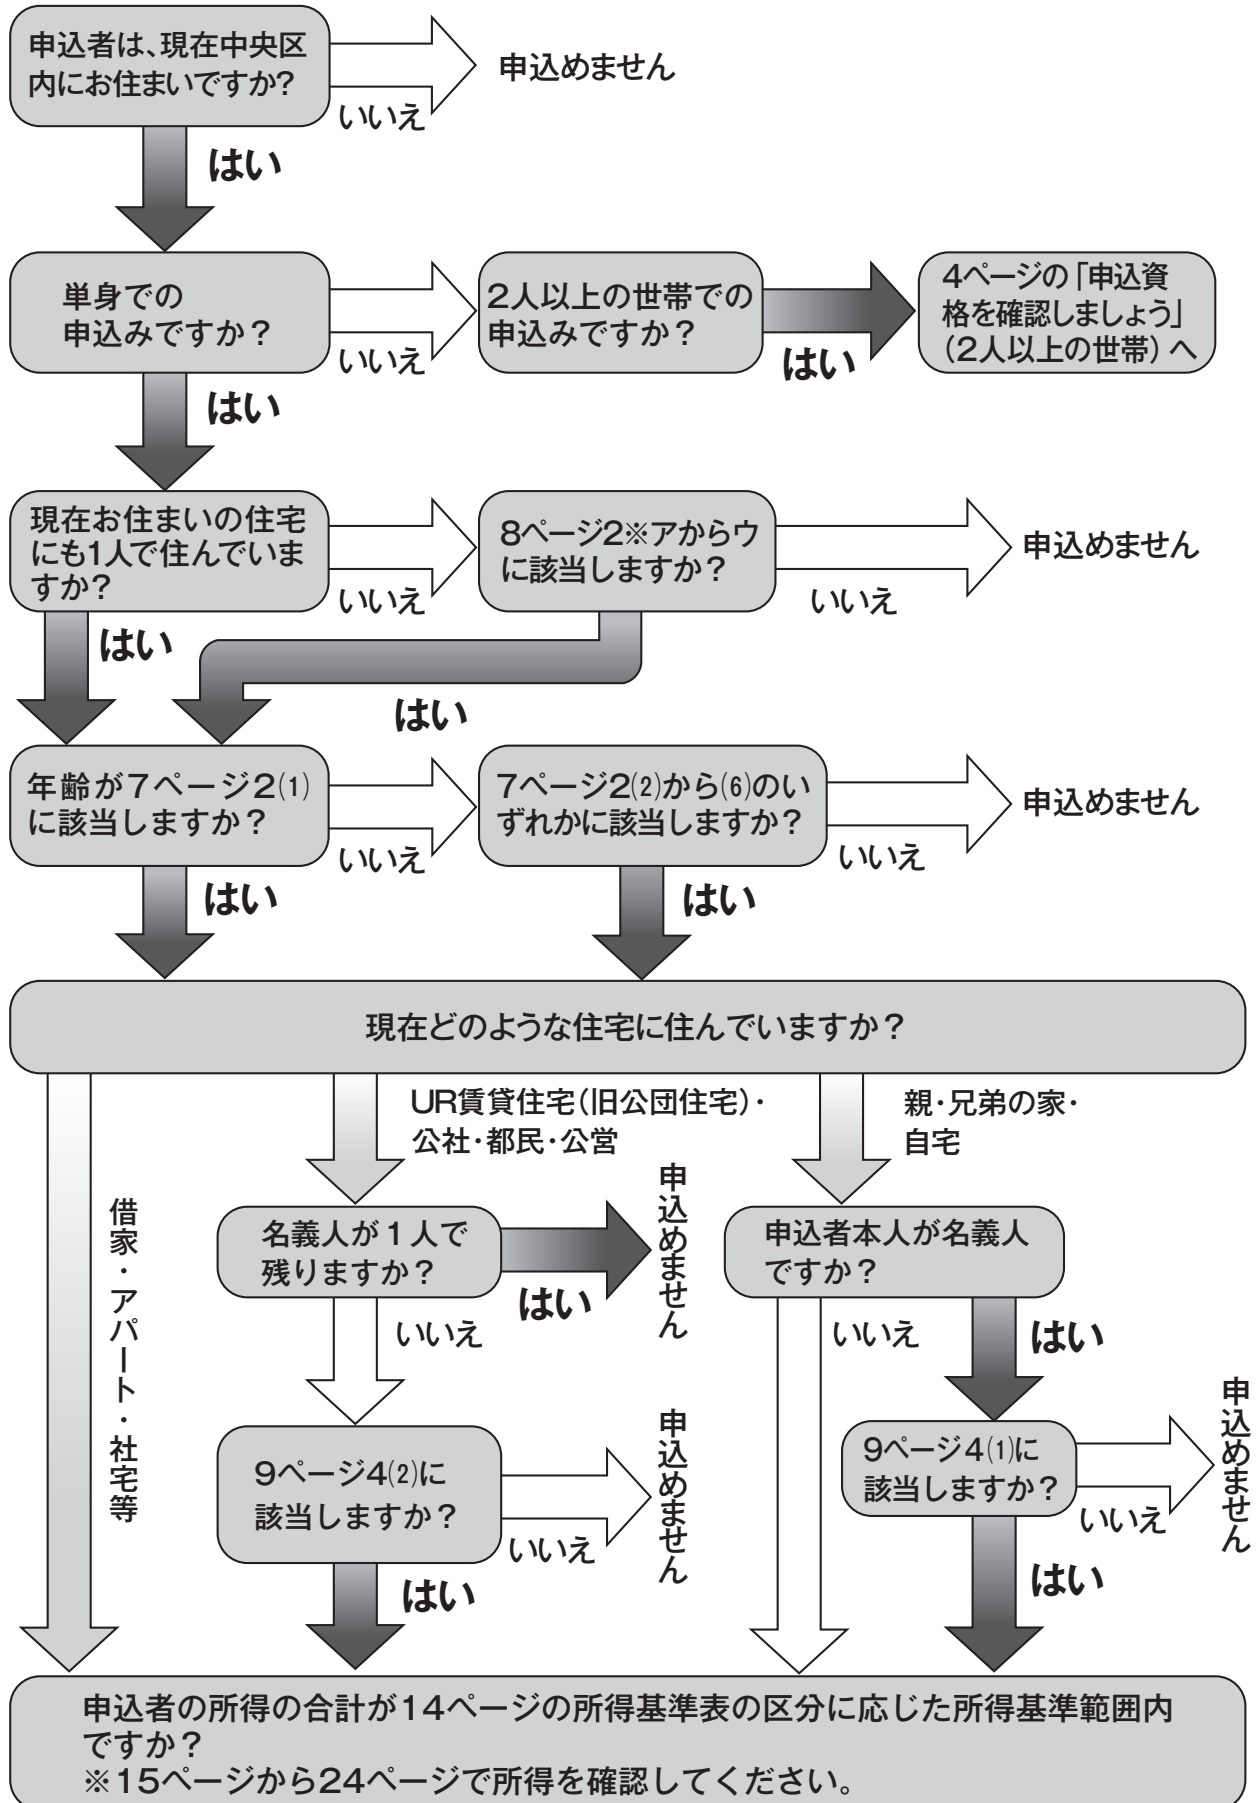 申込者は、現在中央区
内にお住まいですか?
いいえ
申込めません
はい
単身での
申込みですか?
いいえ
2人以上の世帯での
申込みですか?
はい
4ページの「申込資
格を確認しましょう」
(2人以上の世帯)へ
はい
現在お住まいの住宅
にも1人で住んでいま
すか?
いいえ
8ページ2※アからウ
に該当しますか?
いいえ
申込めません
はい
はい
年齢が7ページ2(1)
に該当しますか?
いいえ
7ページ2(2)から(6)のい
ずれかに該当しますか?
いいえ
申込めません
はい
はい
現在どのような住宅に住んでいますか?
借家・アパート・社宅等
UR賃貸住宅(旧公団住宅)・
公社・都民・公営
親・兄弟の家・
自宅
名義人が1人で
残りますか?
はい
申込めません
いいえ
申込者本人が名義人
ですか?
いいえ
はい
9ページ4(2)に
該当しますか?
いいえ
申込めません
はい
9ページ4(1)に
該当しますか?
いいえ
申込めません
はい
申込者の所得の合計が14ページの所得基準表の区分に応じた所得基準範囲内
ですか?
※15ページから24ページで所得を確認してください。